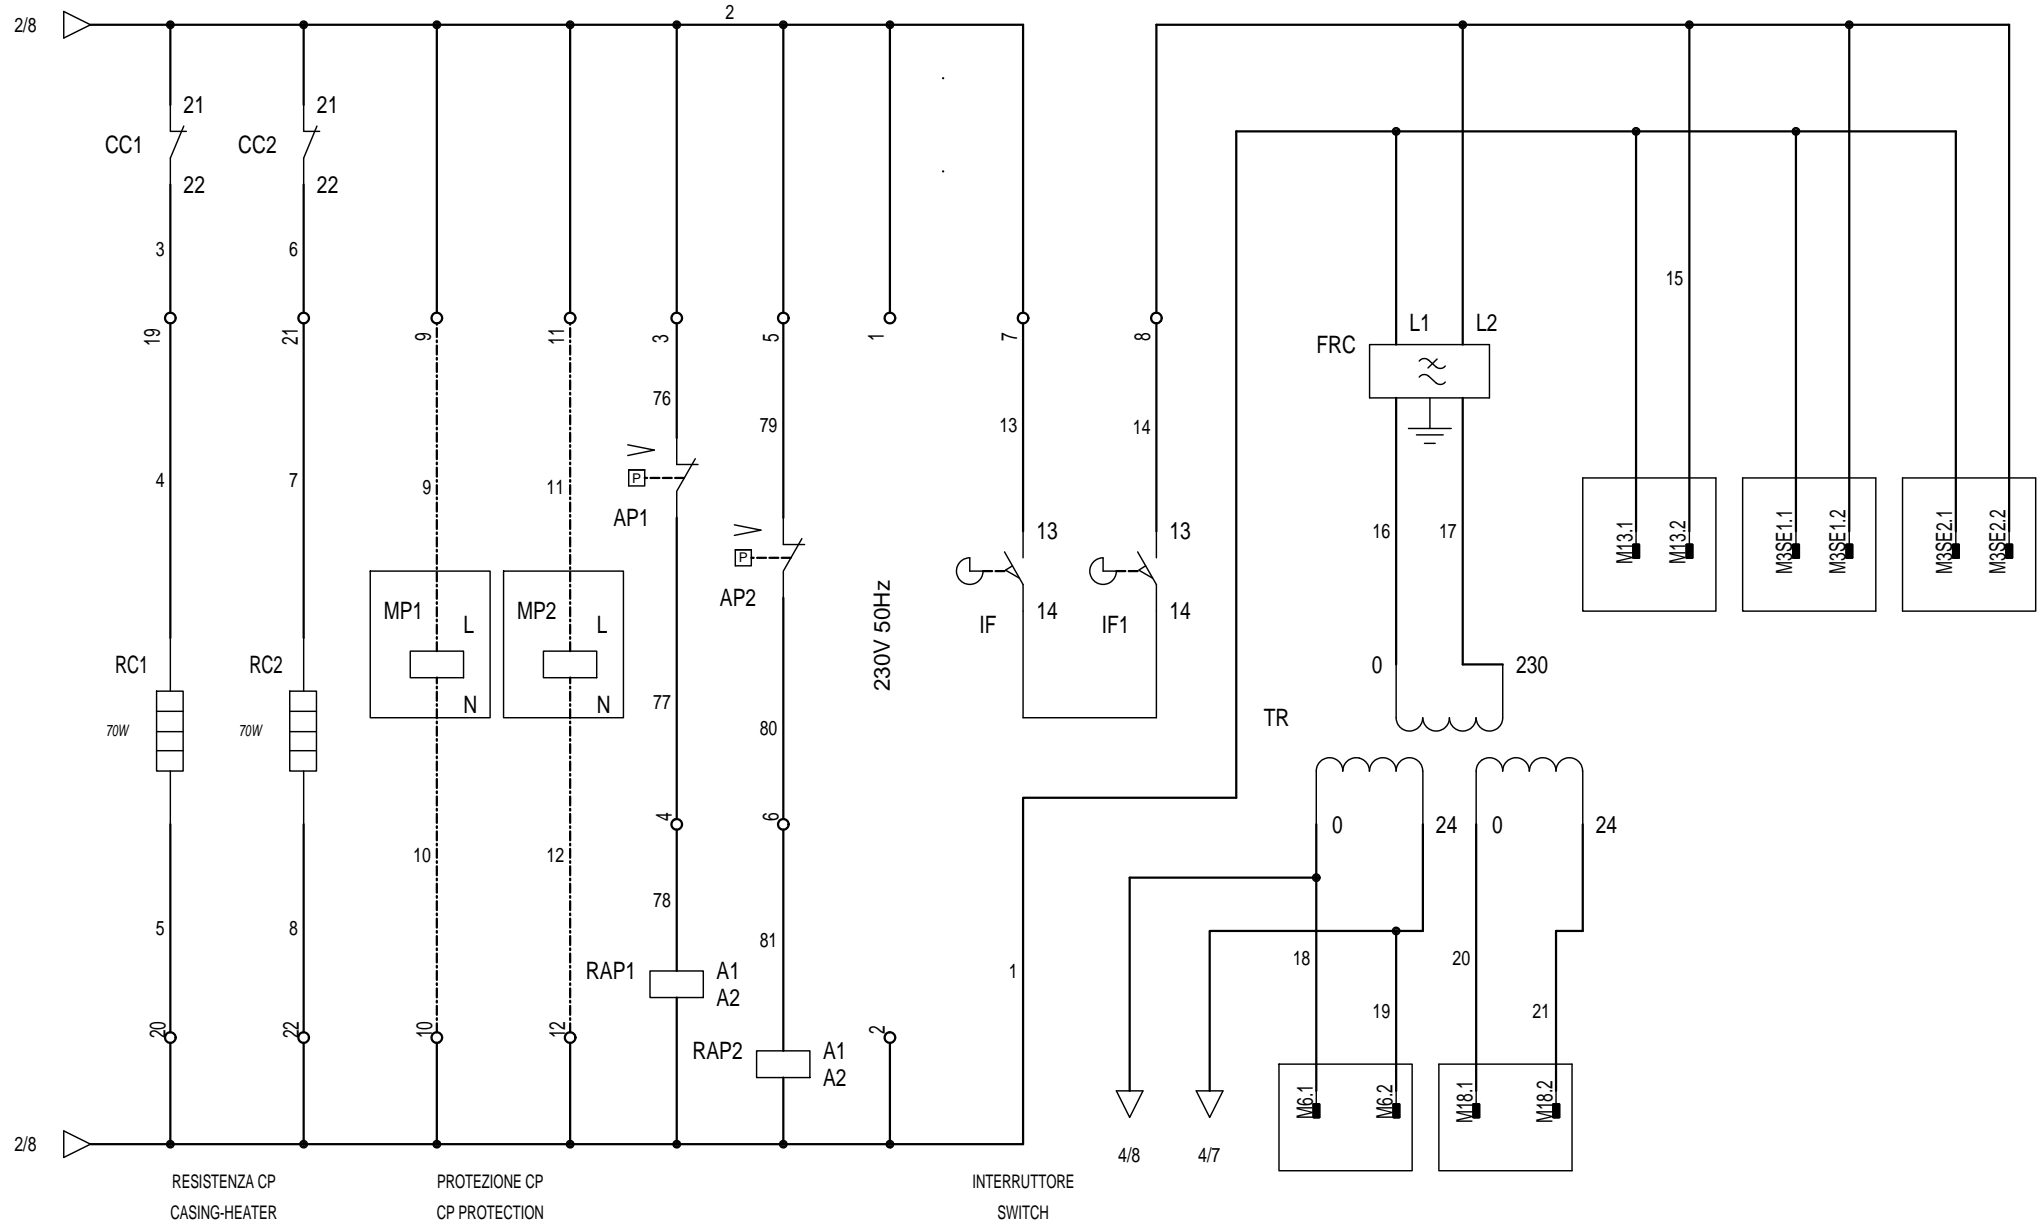 2/8
2
21
CC1
22
3
19
4
RC1
70W
5
20
21
CC2
22
6
21
7
RC2
70W
8
22
9
9
MP1
L
N
10
10
11
11
MP2
L
N
12
12
3
76
P
AP1
77
4
78
RAP1
A1
A2
5
79
P
AP2
80
6
81
RAP2
A1
A2
1
230V 50Hz
2
7
13
13
IF
14
8
14
13
IF1
14
1
15
L1
L2
FRC
16
17
0
230
TR
0
24
0
24
18
19
20
21
M13.1
M13.2
M3SE1.1
M3SE1.2
M3SE2.1
M3SE2.2
M6.1
M6.2
M18.1
M18.2
4/8
4/7
2/8
RESISTENZA CP
CASING-HEATER
PROTEZIONE CP
CP PROTECTION
INTERRUTTORE
SWITCH